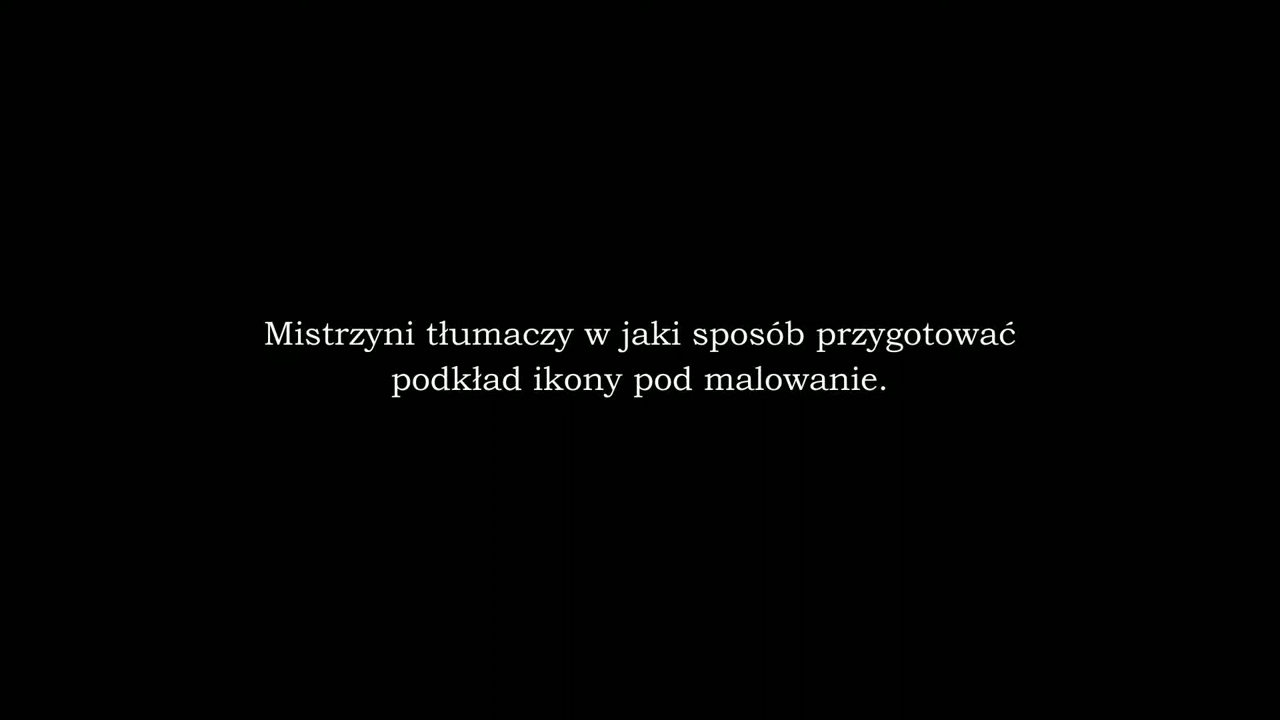 Mistrzyni tłumaczy w jaki sposób przygotować
podkład ikony pod malowanie.